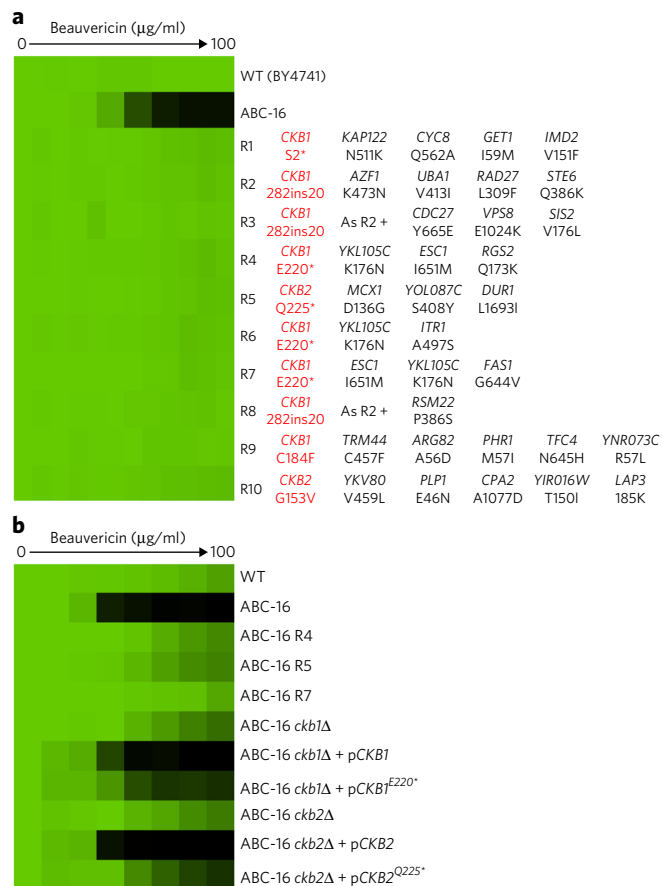 a
Beauvericin (µg/ml)
0 100
WT (BY4741)
ABC-16
R1 CKB1 KAP122 CYC8 GET1 IMD2
S2* N511K Q562A I59M V151F
R2 CKB1 AZF1 UBA1 RAD27 STE6
282ins20 K473N V413I L309F Q386K
R3 CKB1 As R2 + CDC27 VPS8 SIS2
282ins20 Y665E E1024K V176L
R4 CKB1 YKL105C ESC1 RGS2
E220* K176N I651M Q173K
R5 CKB2 MCX1 YOL087C DUR1
Q225* D136G S408Y L1693I
R6 CKB1 YKL105C ITR1
E220* K176N A497S
R7 CKB1 ESC1 YKL105C FAS1
E220* I651M K176N G644V
R8 CKB1 As R2 + RSM22
282ins20 P386S
R9 CKB1 TRM44 ARG82 PHR1 TFC4 YNR073C
C184F C457F A56D M57I N645H R57L
R10 CKB2 YKV80 PLP1 CPA2 YIR016W LAP3
G153V V459L E46N A1077D T150I 185K
b
Beauvericin (µg/ml)
0 100
WT
ABC-16
ABC-16 R4
ABC-16 R5
ABC-16 R7
ABC-16 ckb1Δ
ABC-16 ckb1Δ + pCKB1
ABC-16 ckb1Δ + pCKB1^E220*
ABC-16 ckb2Δ
ABC-16 ckb2Δ + pCKB2
ABC-16 ckb2Δ + pCKB2^Q225*